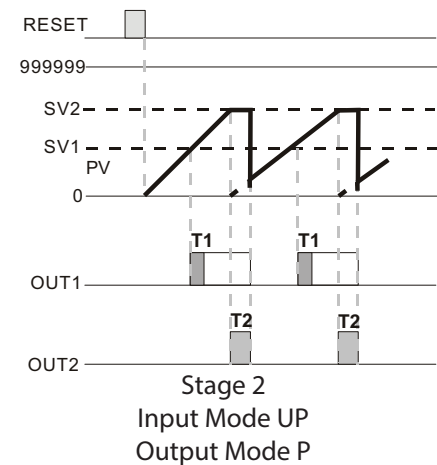 RESET
999999
SV2
SV1
PV
0
T1 T1
OUT1
T2 T2
OUT2
Stage 2
Input Mode UP
Output Mode P